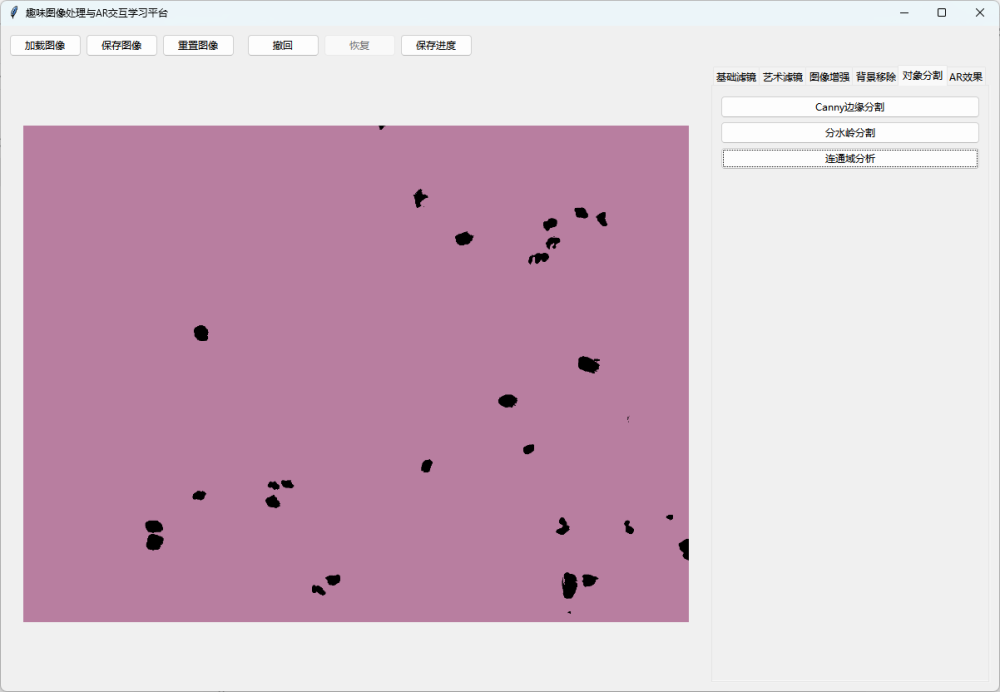 趣味图像处理与AR交互学习平台
加载图像 保存图像 重置图像 撤回 恢复 保存进度
基础滤镜 艺术滤镜 图像增强 背景移除 对象分割 AR效果
Canny边缘分割
分水岭分割
连通域分析